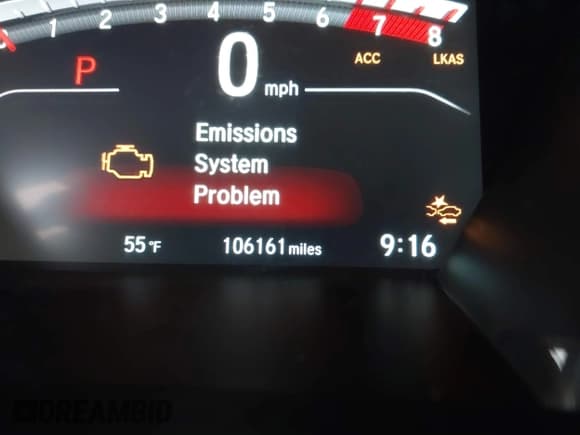 1 2 3 4 5 6 7 8
ACC LKAS
P 0 mph
Emissions
System
Problem
55°F 106161 miles 9:16
DREAMBID